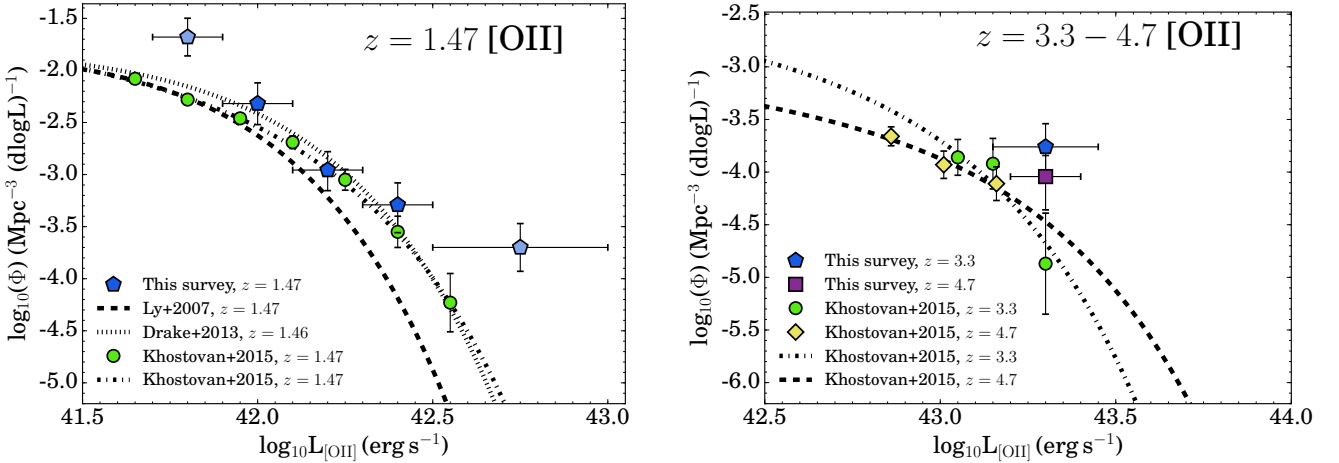 z = 1.47 [OII]
log₁₀(Φ) (Mpc⁻³ (dlogL)⁻¹)
-1.5
-2.0
-2.5
-3.0
-3.5
-4.0
-4.5
-5.0
This survey, z = 1.47
Ly+2007, z = 1.47
Drake+2013, z = 1.46
Khostovan+2015, z = 1.47
Khostovan+2015, z = 1.47
41.5 42.0 42.5 43.0
log₁₀L[OII] (erg s⁻¹)
z = 3.3 − 4.7 [OII]
log₁₀(Φ) (Mpc⁻³ (dlogL)⁻¹)
-2.5
-3.0
-3.5
-4.0
-4.5
-5.0
-5.5
-6.0
This survey, z = 3.3
This survey, z = 4.7
Khostovan+2015, z = 3.3
Khostovan+2015, z = 4.7
Khostovan+2015, z = 3.3
Khostovan+2015, z = 4.7
42.5 43.0 43.5 44.0
log₁₀L[OII] (erg s⁻¹)